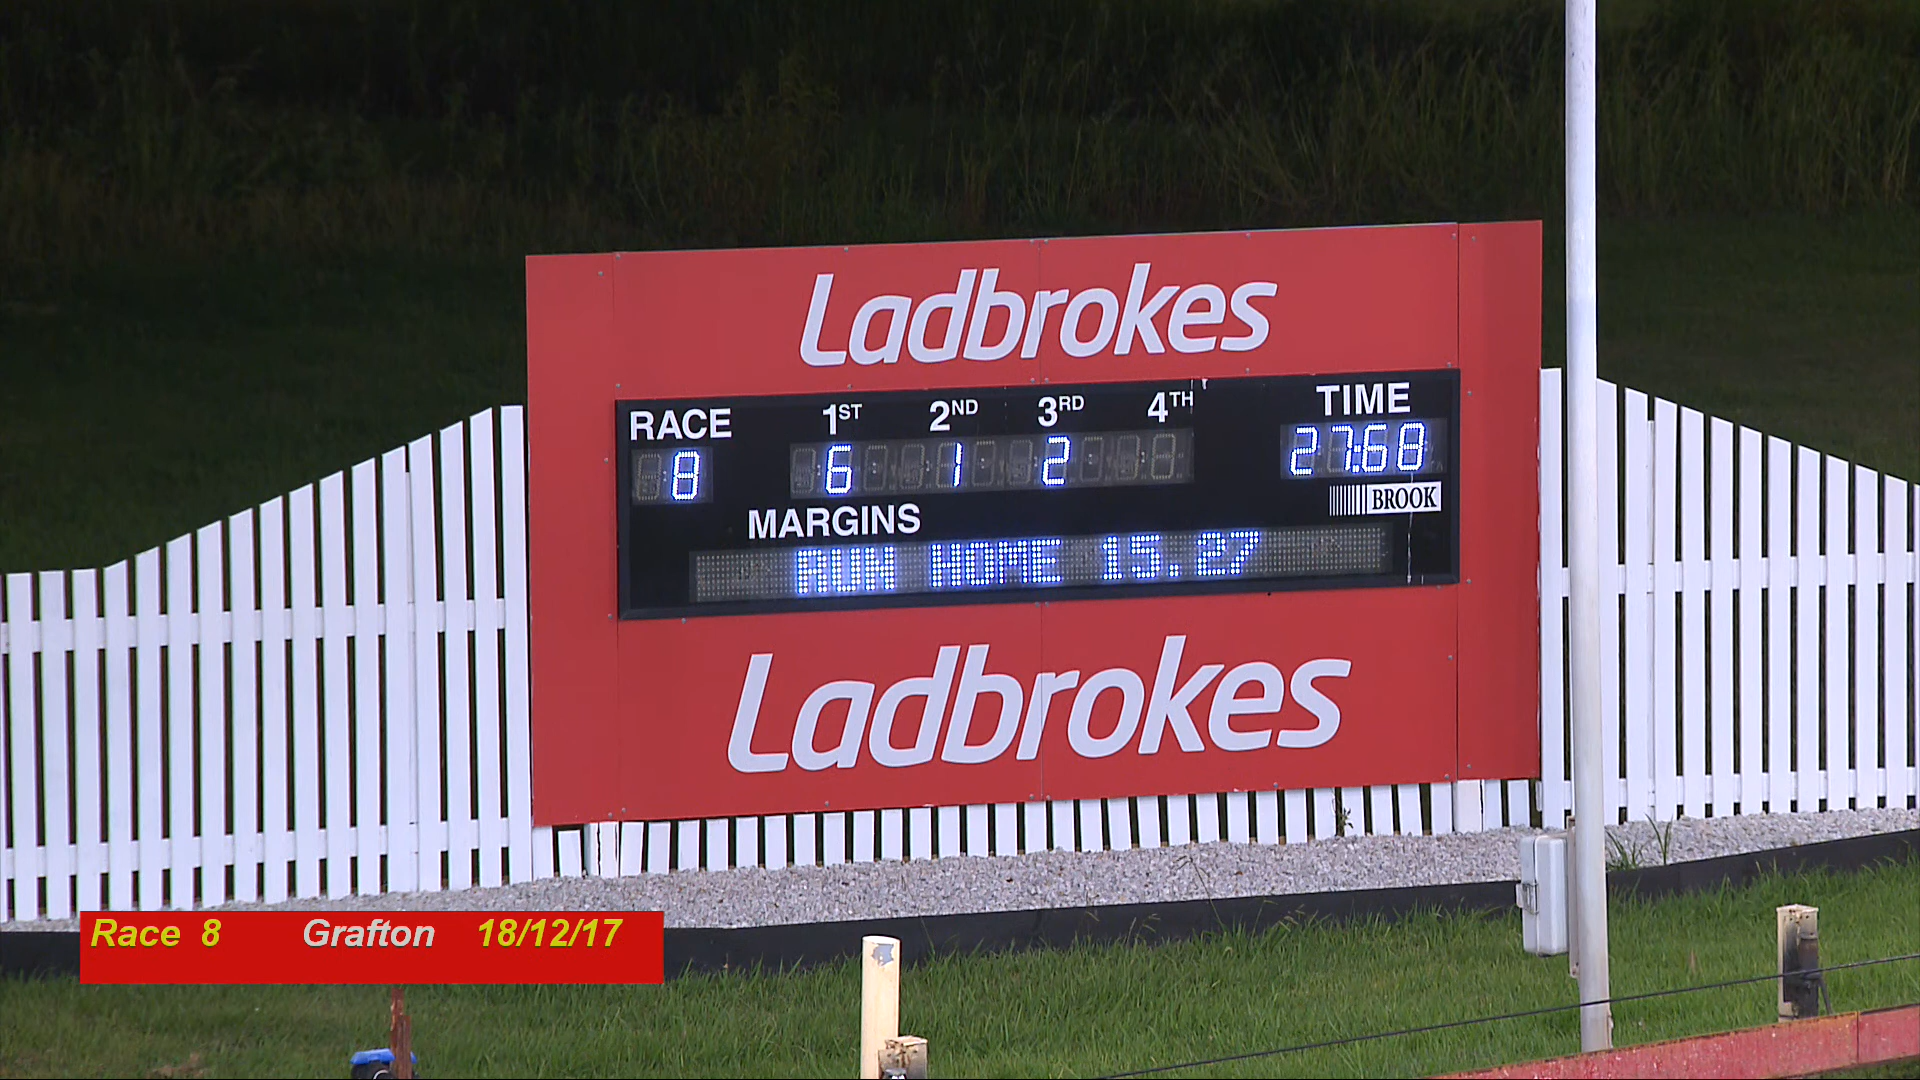 Ladbrokes
RACE 1ST 2ND 3RD 4TH TIME
8 6 1 2 27.68
BROOK
MARGINS
RUN HOME 15.27
Ladbrokes
Race 8 Grafton 18/12/17